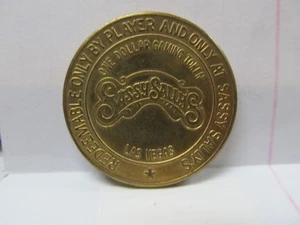 REDEEMABLE ONLY BY PLAYER AND ONLY AT SASSY SALLY'S
ONE DOLLAR GAMING TOKEN
SASSY SALLY'S
LAS VEGAS